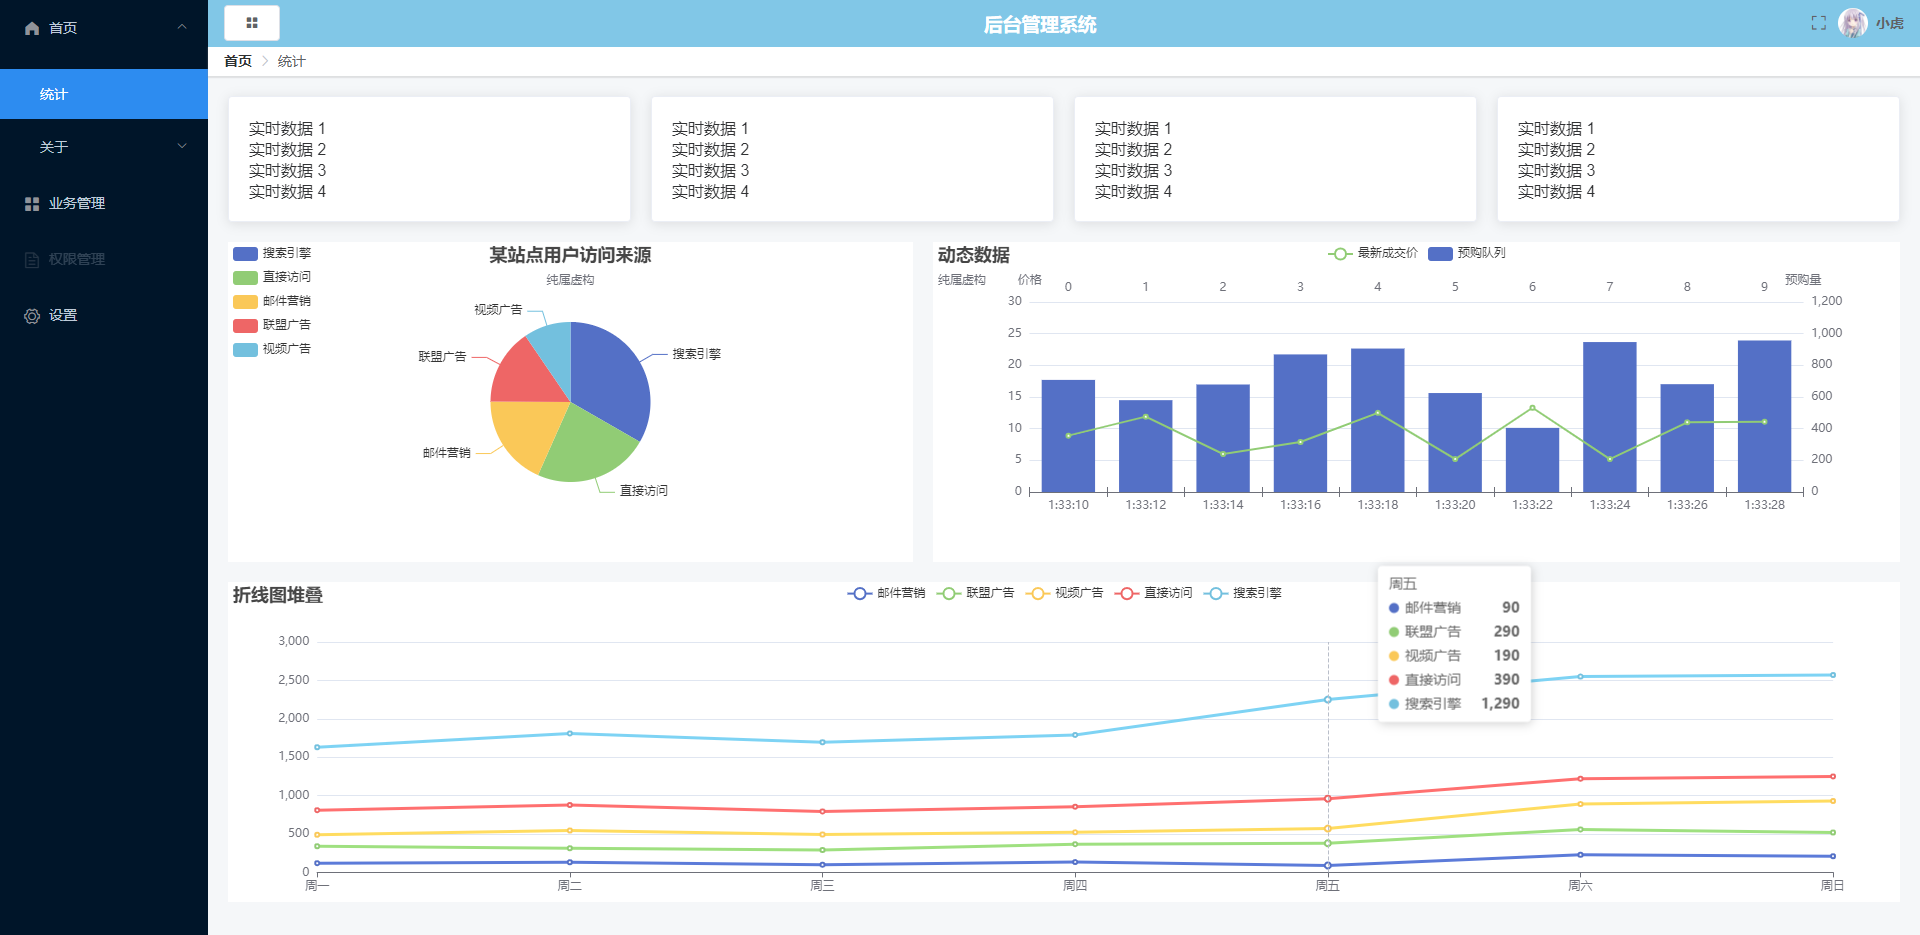 首页
统计
关于
业务管理
权限管理
设置
后台管理系统
小虎
首页 统计
实时数据 1
实时数据 2
实时数据 3
实时数据 4
实时数据 1
实时数据 2
实时数据 3
实时数据 4
实时数据 1
实时数据 2
实时数据 3
实时数据 4
实时数据 1
实时数据 2
实时数据 3
实时数据 4
某站点用户访问来源
纯属虚构
搜索引擎
直接访问
邮件营销
联盟广告
视频广告
视频广告
联盟广告
搜索引擎
邮件营销
直接访问
动态数据
纯属虚构
最新成交价 预购队列
价格
预购量
0 1 2 3 4 5 6 7 8 9
30
25
20
15
10
5
0
1,200
1,000
800
600
400
200
0
1:33:10 1:33:12 1:33:14 1:33:16 1:33:18 1:33:20 1:33:22 1:33:24 1:33:26 1:33:28
折线图堆叠
邮件营销 联盟广告 视频广告 直接访问 搜索引擎
3,000
2,500
2,000
1,500
1,000
500
0
周一 周二 周三 周四 周五 周六 周日
周五
邮件营销 90
联盟广告 290
视频广告 190
直接访问 390
搜索引擎 1,290